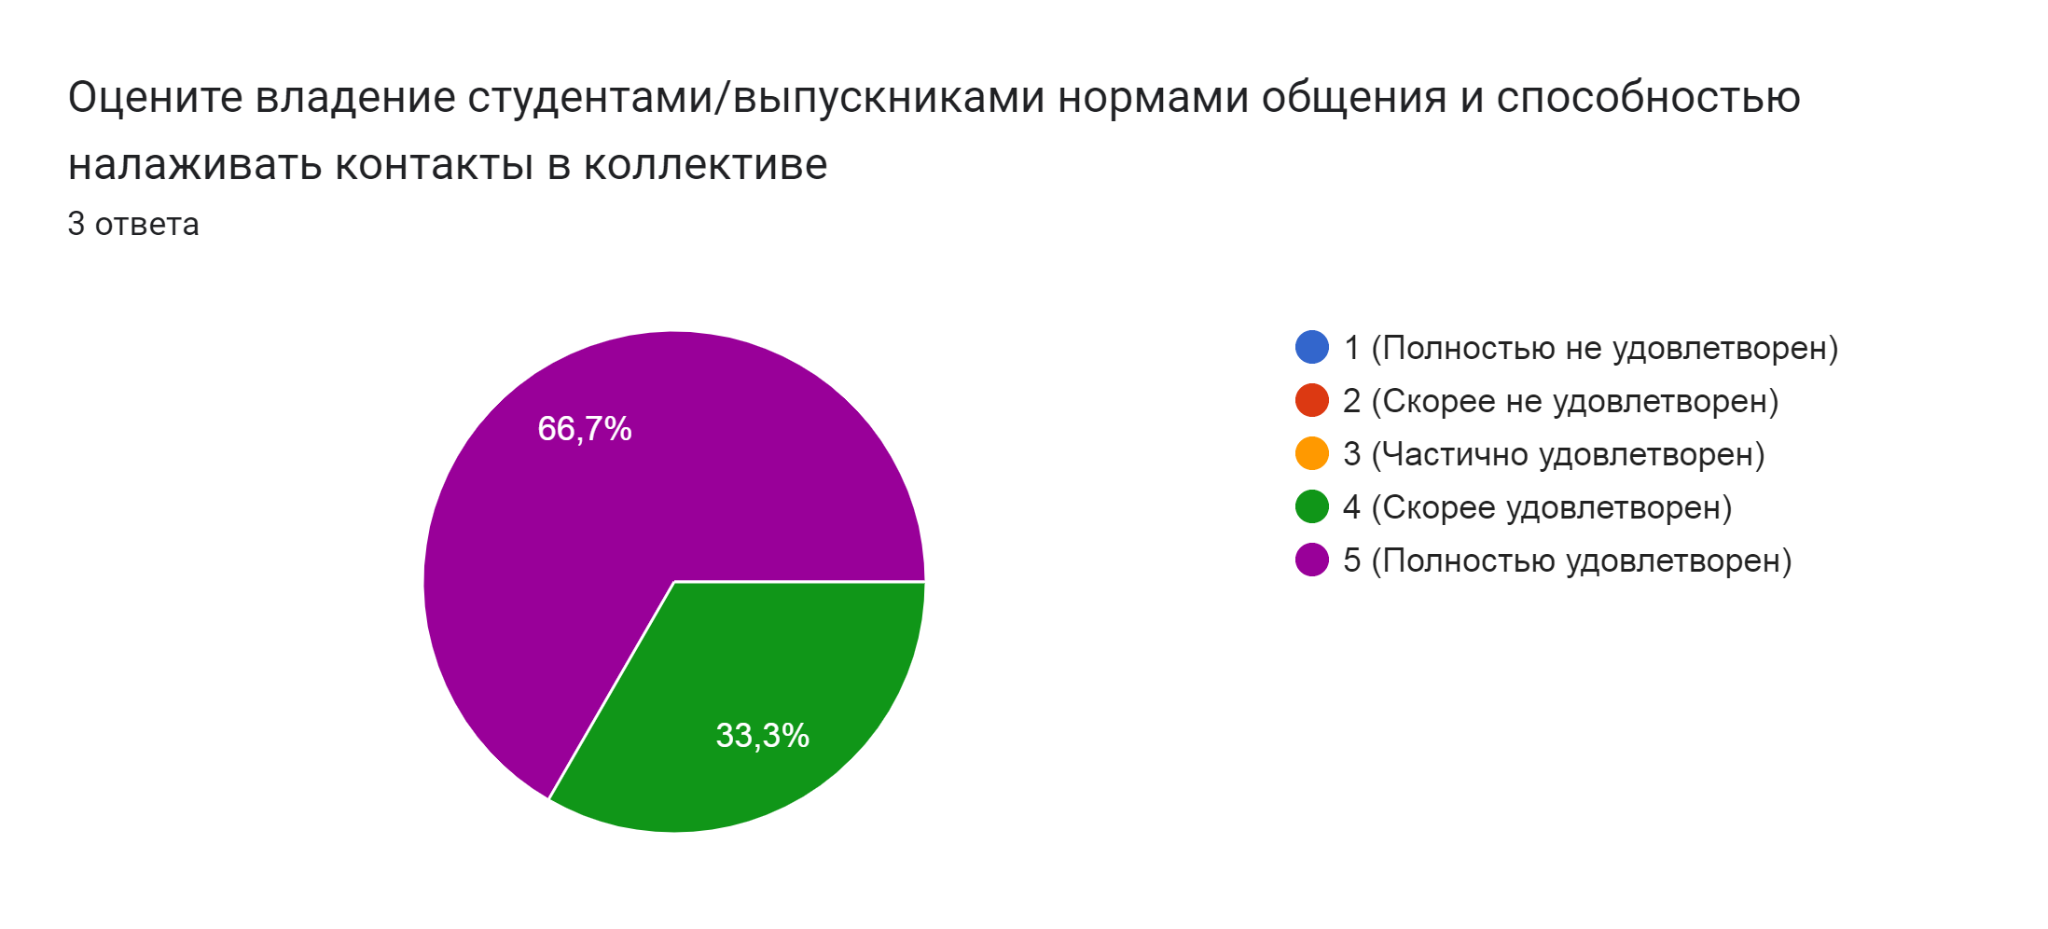 Оцените владение студентами/выпускниками нормами общения и способностью
налаживать контакты в коллективе
3 ответа
66,7%
33,3%
1 (Полностью не удовлетворен)
2 (Скорее не удовлетворен)
3 (Частично удовлетворен)
4 (Скорее удовлетворен)
5 (Полностью удовлетворен)